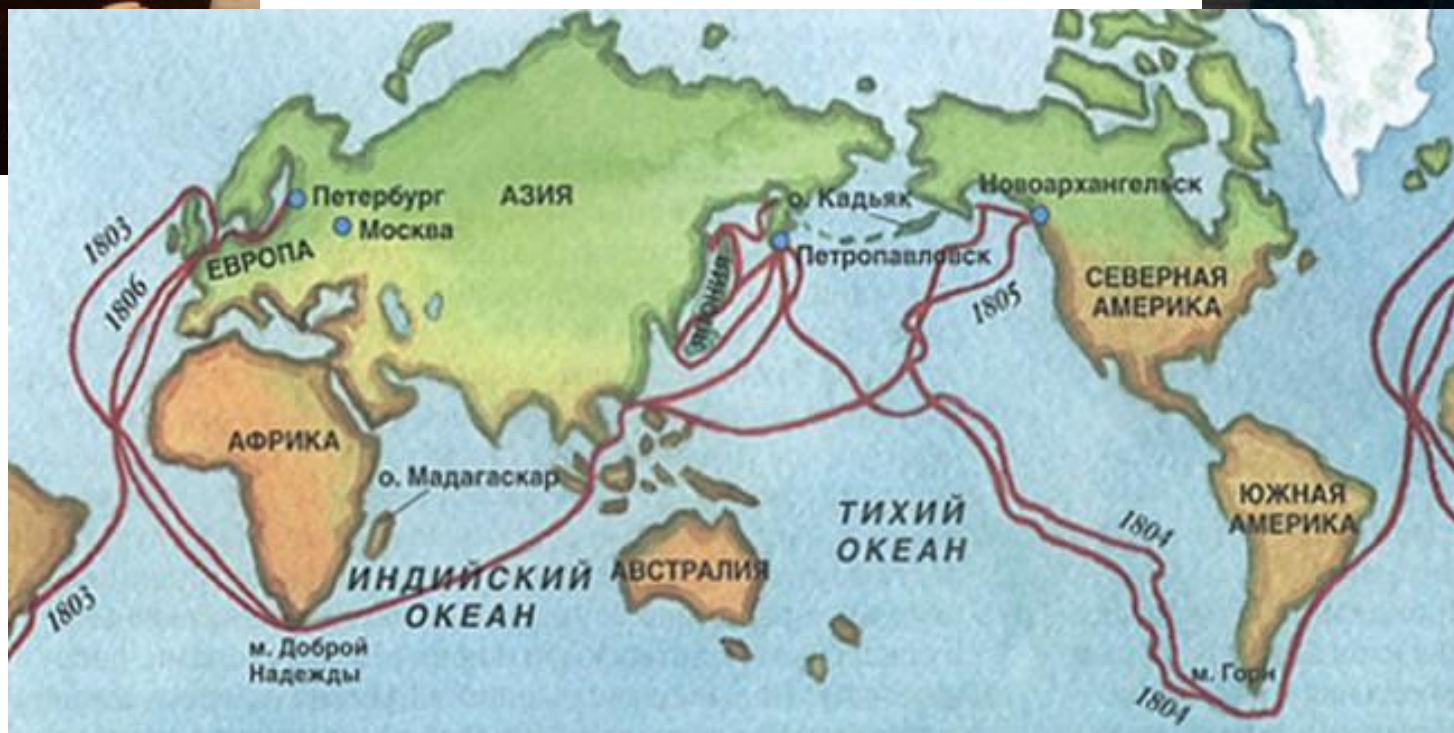 1803
1806
ЕВРОПА
Петербург
Москва
АЗИЯ
о. Кадьяк
Новоархангельск
Петропавловск
ЯПОНИЯ
1805
СЕВЕРНАЯ
АМЕРИКА
АФРИКА
о. Мадагаскар
ИНДИЙСКИЙ
ОКЕАН
АВСТРАЛИЯ
ТИХИЙ
ОКЕАН
ЮЖНАЯ
АМЕРИКА
1804
1803
м. Доброй
Надежды
м. Горн
1804